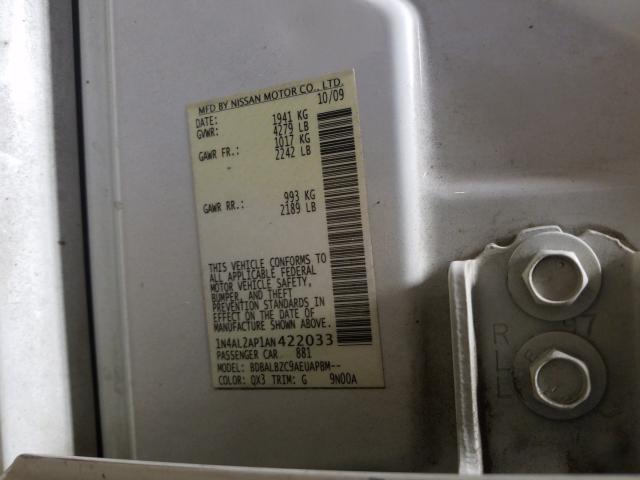 MFD BY NISSAN MOTOR CO., LTD.
DATE: 10/09
GVWR: 1941 KG
4279 LB
GAWR FR.: 1017 KG
2242 LB
GAWR RR.: 993 KG
2189 LB
THIS VEHICLE CONFORMS TO
ALL APPLICABLE FEDERAL
MOTOR VEHICLE SAFETY,
BUMPER, AND THEFT
PREVENTION STANDARDS IN
EFFECT ON THE DATE OF
MANUFACTURE SHOWN ABOVE.
1N4AL2AP1AN422033
PASSENGER CAR 881
MODEL: BDBALBZC9AEUAPBM--
COLOR: QX3 TRIM: G 9N00A